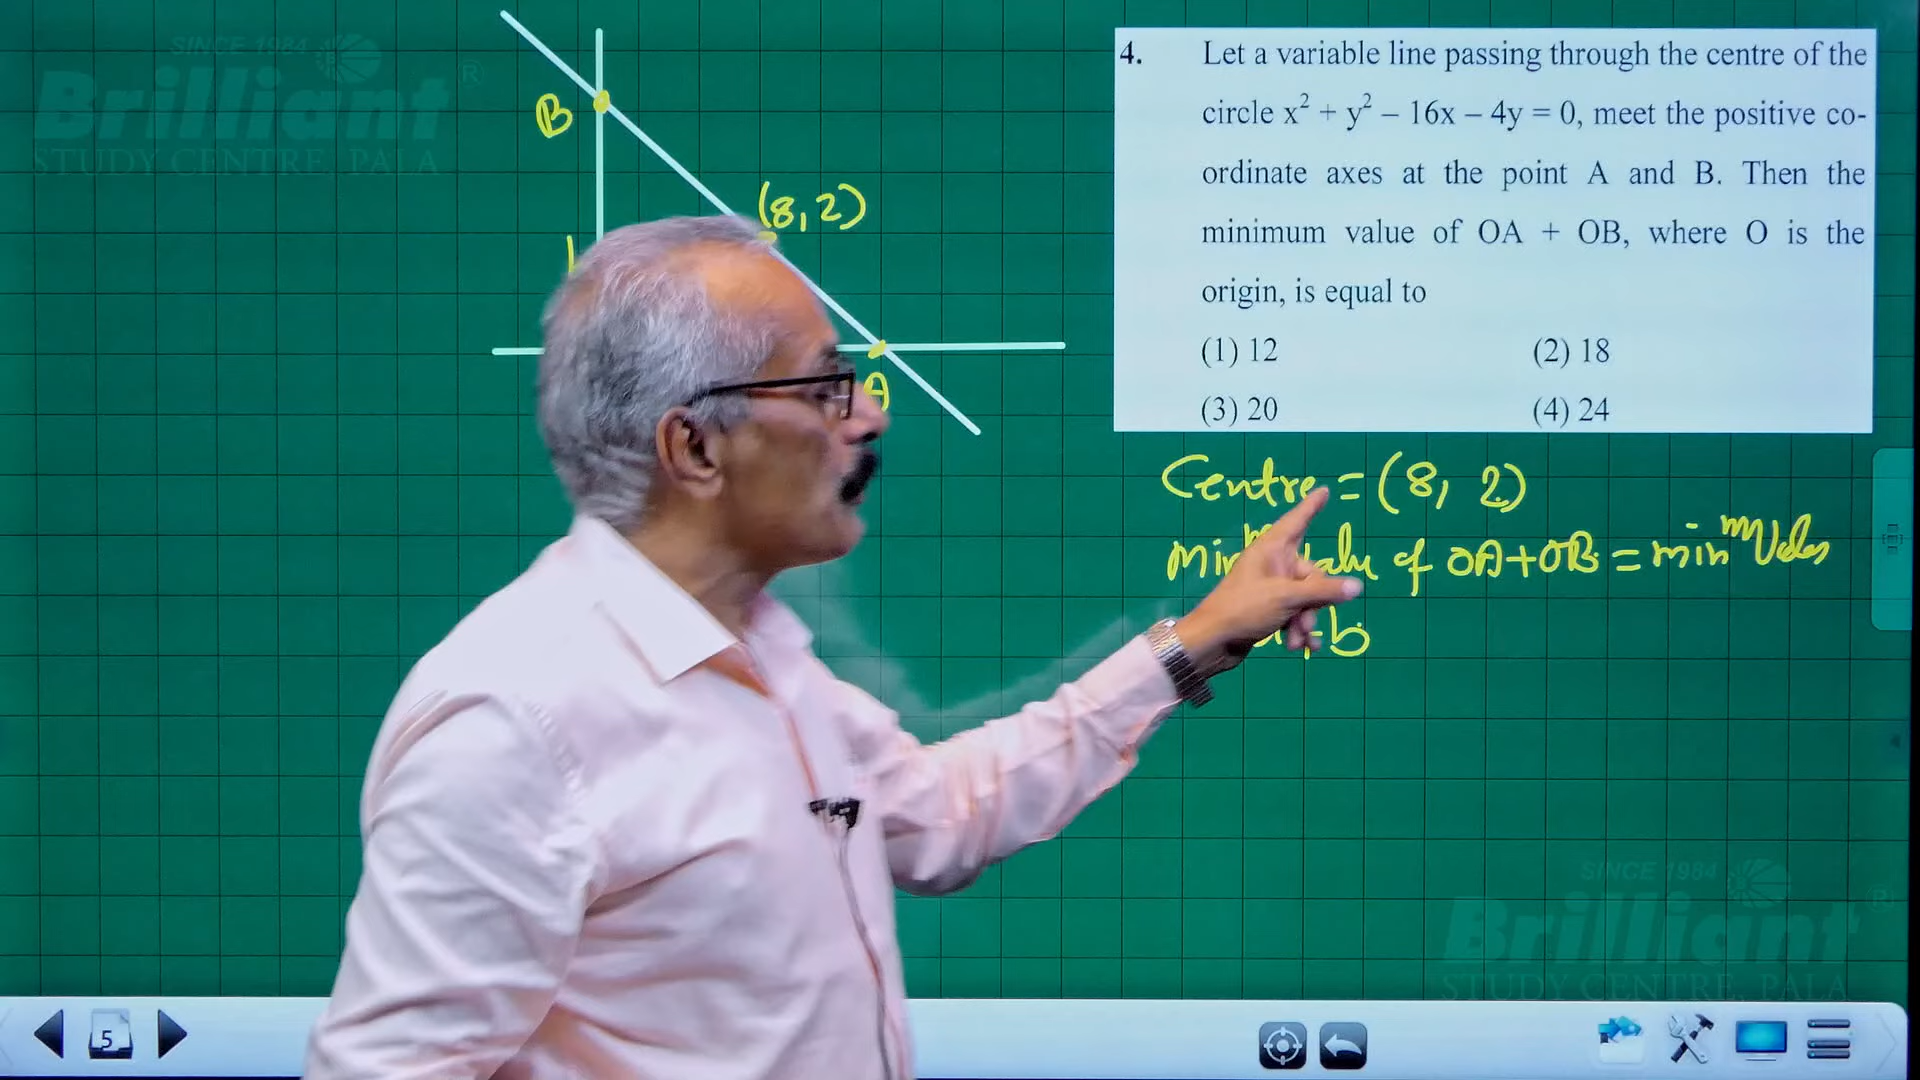 SINCE 1984
Brilliant ®
STUDY CENTRE, PALA
B
(8, 2)
A
4. Let a variable line passing through the centre of the
circle x² + y² – 16x – 4y = 0, meet the positive co-
ordinate axes at the point A and B. Then the
minimum value of OA + OB, where O is the
origin, is equal to
(1) 12 (2) 18
(3) 20 (4) 24
Centre = (8, 2)
value of OA+OB = minᵐ
+b
SINCE 1984
Brilliant ®
STUDY CENTRE, PALA
5